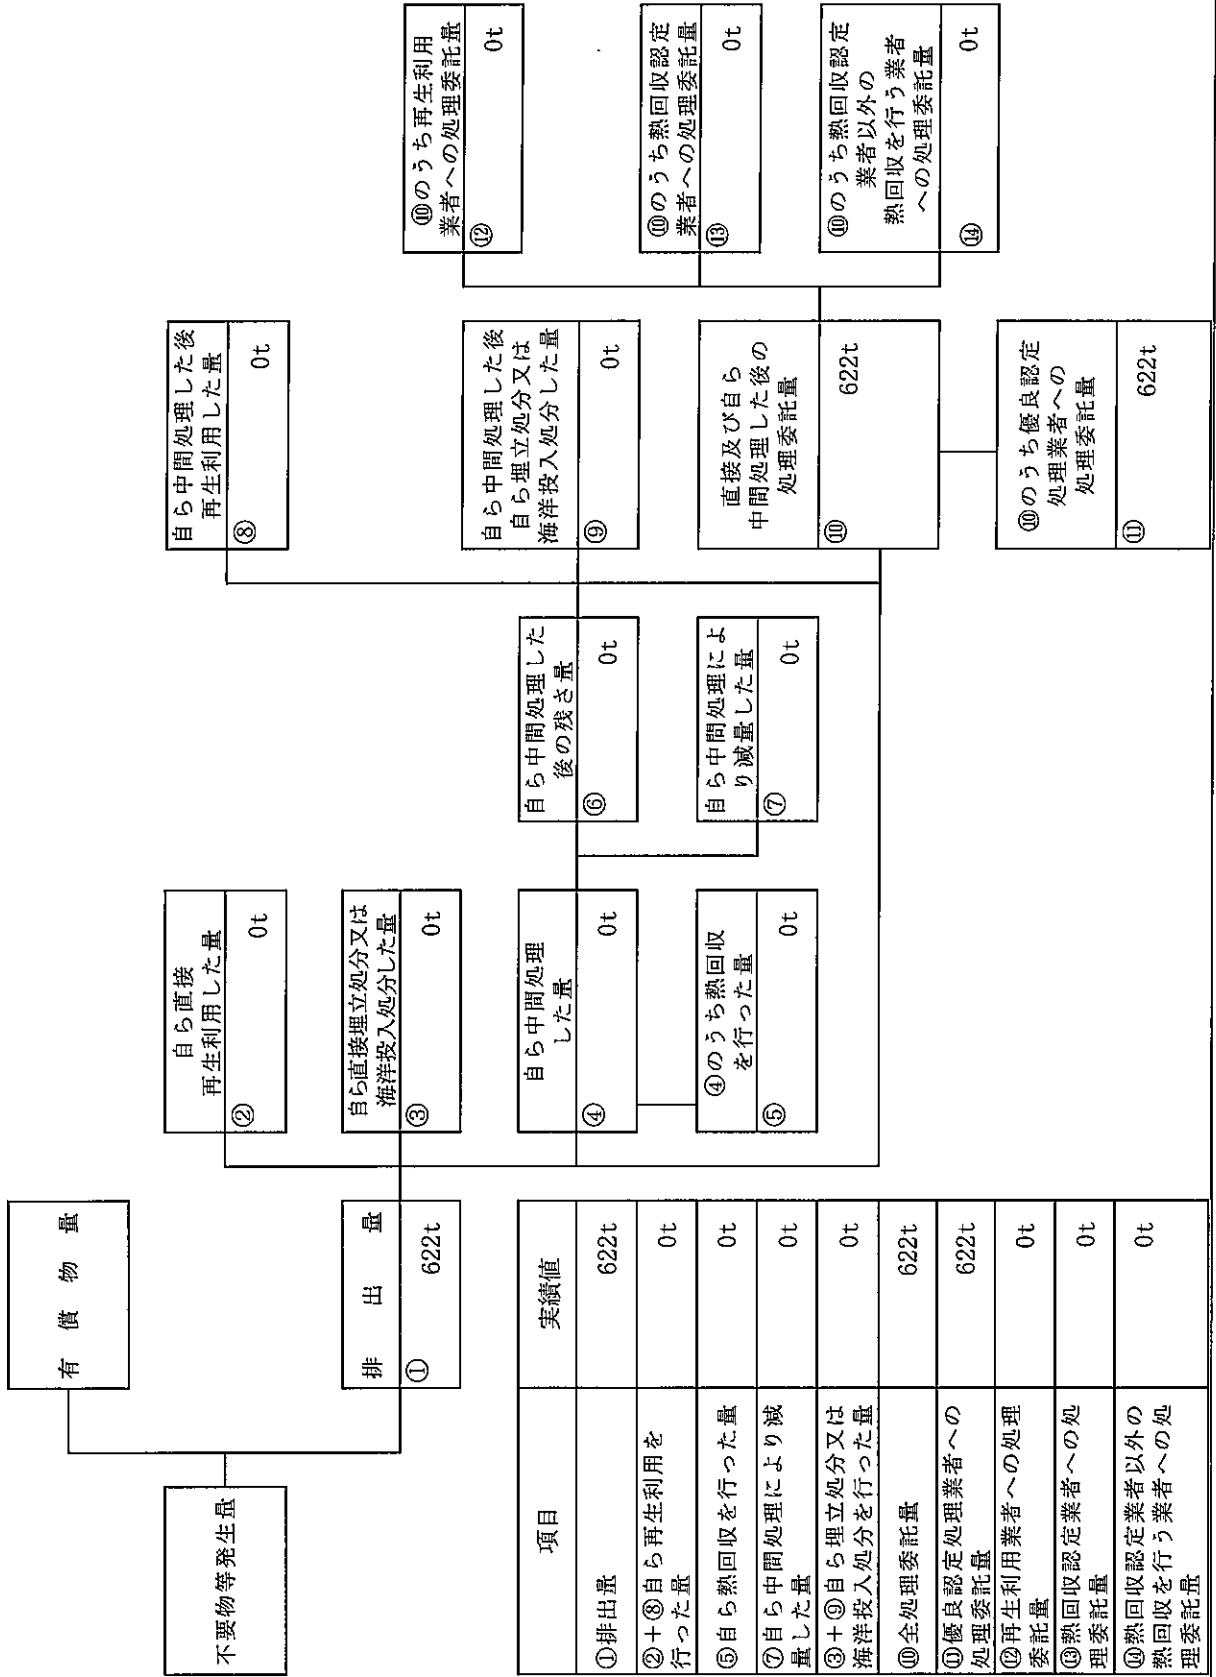 不要物等発生量
有償物量
排出量
①
622t
自ら直接
再生利用した量
②
0t
自ら直接埋立処分又は
海洋投入処分した量
③
0t
自ら中間処理
した量
④
0t
④のうち熱回収
を行った量
⑤
0t
自ら中間処理した
後の残さ量
⑥
0t
自ら中間処理によ
り減量した量
⑦
0t
自ら中間処理した後
再生利用した量
⑧
0t
自ら中間処理した後
自ら埋立処分又は
海洋投入処分した量
⑨
0t
直接及び自ら
中間処理した後の
処理委託量
⑩
622t
⑩のうち優良認定
処理業者への
処理委託量
⑪
622t
⑩のうち再生利用
業者への処理委託量
⑫
0t
⑩のうち熱回収認定
業者への処理委託量
⑬
0t
⑩のうち熱回収認定
業者以外の
熱回収を行う業者
への処理委託量
⑭
0t
項目
実績値
①排出量
622t
②+⑧自ら再生利用を
行った量
0t
⑤自ら熱回収を行った量
0t
⑦自ら中間処理により減
量した量
0t
③+⑨自ら埋立処分又は
海洋投入処分を行った量
0t
⑩全処理委託量
622t
⑪優良認定処理業者への
処理委託量
622t
⑫再生利用業者への処理
委託量
0t
⑬熱回収認定業者への処
理委託量
0t
⑭熱回収認定業者以外の
熱回収を行う業者への処
理委託量
0t